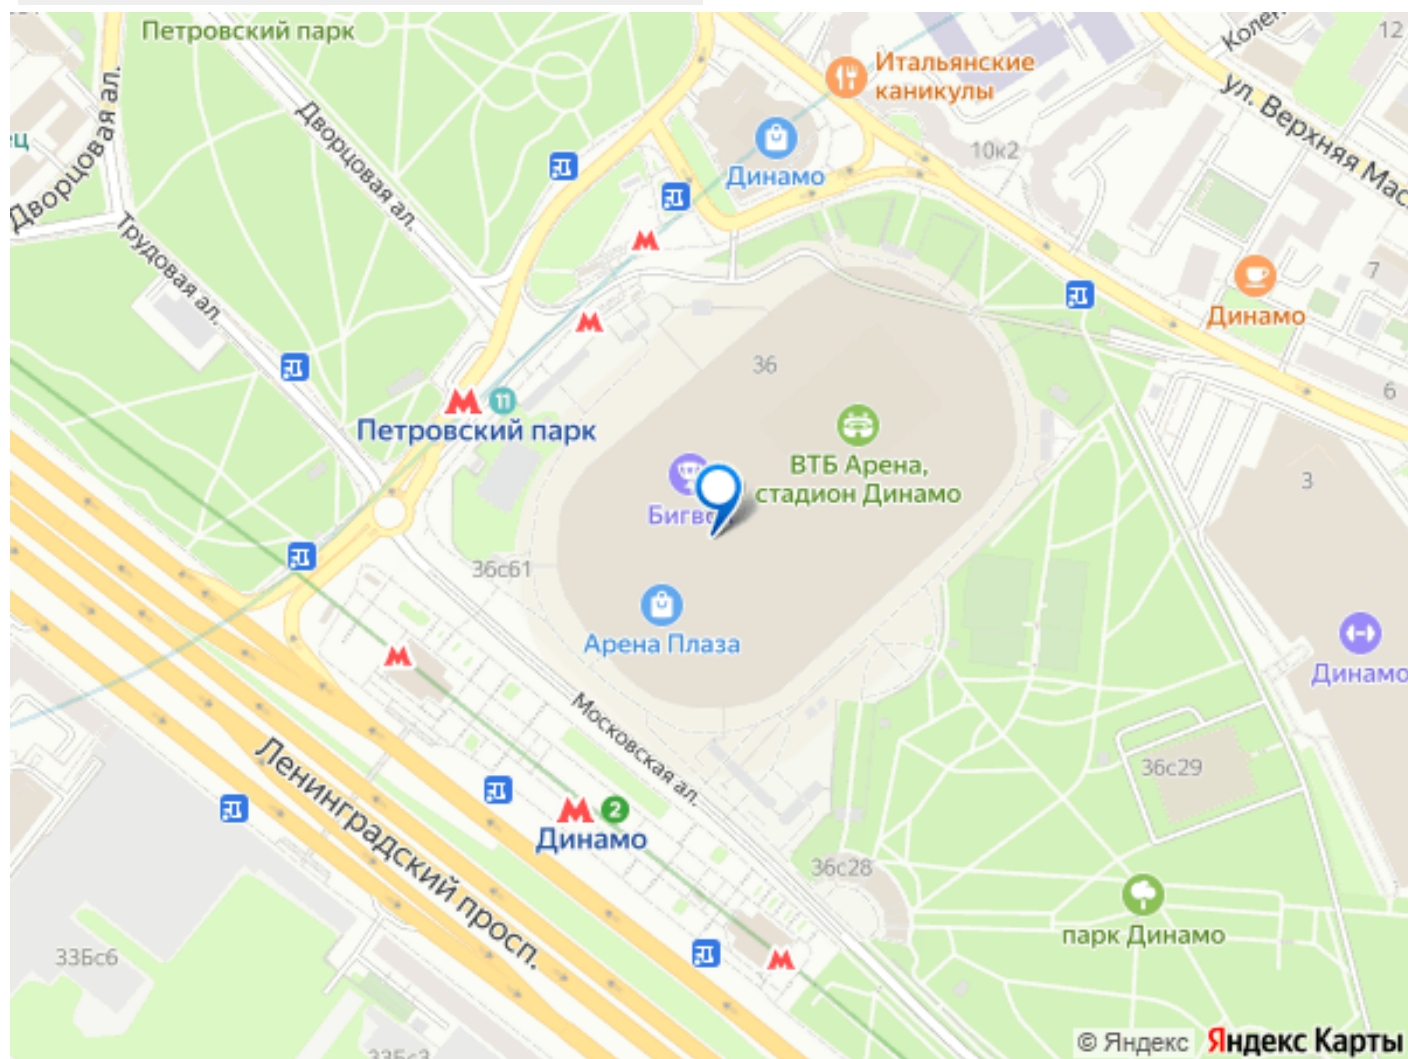 Петровский парк
Дворцовая ал.
Дворцовая ал.
Трудовая ал.
Итальянские
каникулы
Динамо
10к2
12
ул. Верхняя Мас
7
Динамо
6
36
Петровский парк
11
ВТБ Арена,
стадион Динамо
3
36с61
Арена Плаза
Динамо
Московская ал.
36с29
Ленинградский просп.
2
Динамо
36с28
парк Динамо
33Бс6
© Яндекс
Яндекс Карты